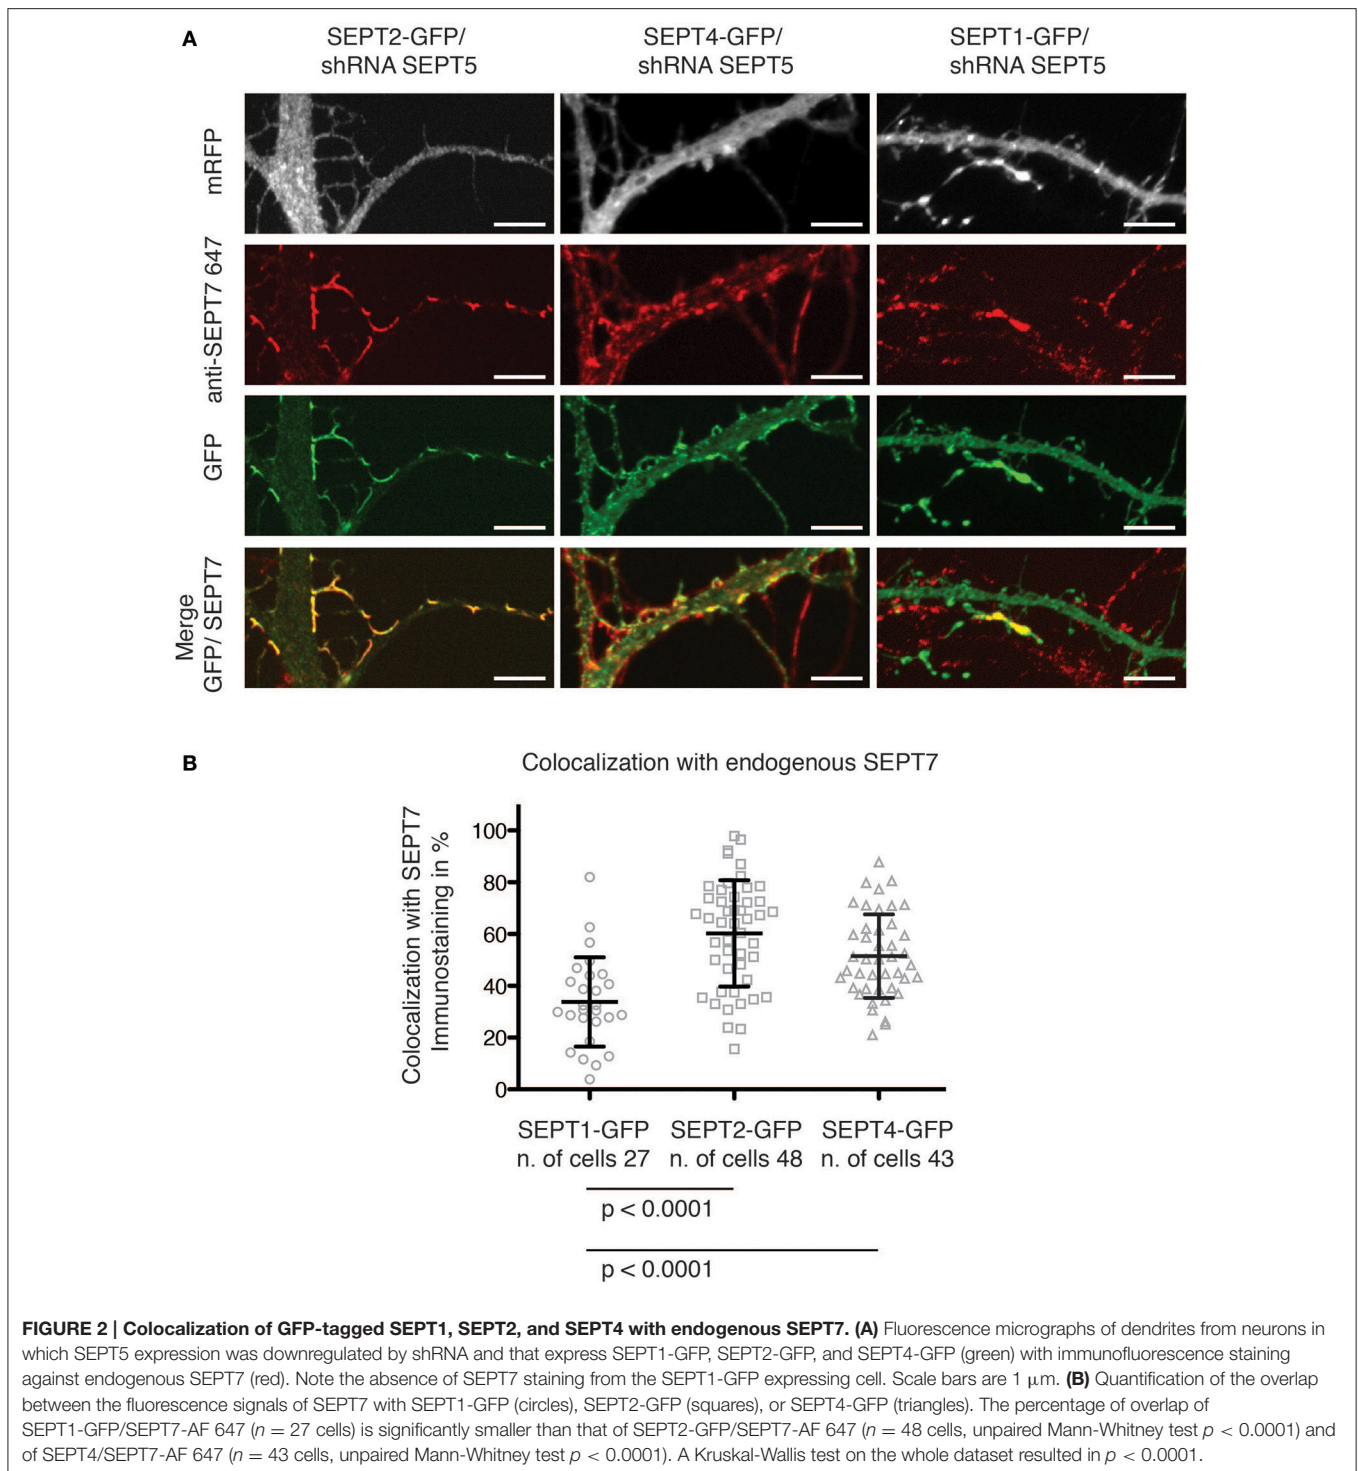 A
SEPT2-GFP/
shRNA SEPT5
SEPT4-GFP/
shRNA SEPT5
SEPT1-GFP/
shRNA SEPT5
mRFP
anti-SEPT7 647
GFP
Merge
GFP/ SEPT7
B
Colocalization with endogenous SEPT7
Colocalization with SEPT7
Immunostaining in %
100
80
60
40
20
0
SEPT1-GFP
n. of cells 27
SEPT2-GFP
n. of cells 48
SEPT4-GFP
n. of cells 43
p < 0.0001
p < 0.0001
FIGURE 2 | Colocalization of GFP-tagged SEPT1, SEPT2, and SEPT4 with endogenous SEPT7. (A) Fluorescence micrographs of dendrites from neurons in
which SEPT5 expression was downregulated by shRNA and that express SEPT1-GFP, SEPT2-GFP, and SEPT4-GFP (green) with immunofluorescence staining
against endogenous SEPT7 (red). Note the absence of SEPT7 staining from the SEPT1-GFP expressing cell. Scale bars are 1 μm. (B) Quantification of the overlap
between the fluorescence signals of SEPT7 with SEPT1-GFP (circles), SEPT2-GFP (squares), or SEPT4-GFP (triangles). The percentage of overlap of
SEPT1-GFP/SEPT7-AF 647 (n = 27 cells) is significantly smaller than that of SEPT2-GFP/SEPT7-AF 647 (n = 48 cells, unpaired Mann-Whitney test p < 0.0001) and
of SEPT4/SEPT7-AF 647 (n = 43 cells, unpaired Mann-Whitney test p < 0.0001). A Kruskal-Wallis test on the whole dataset resulted in p < 0.0001.